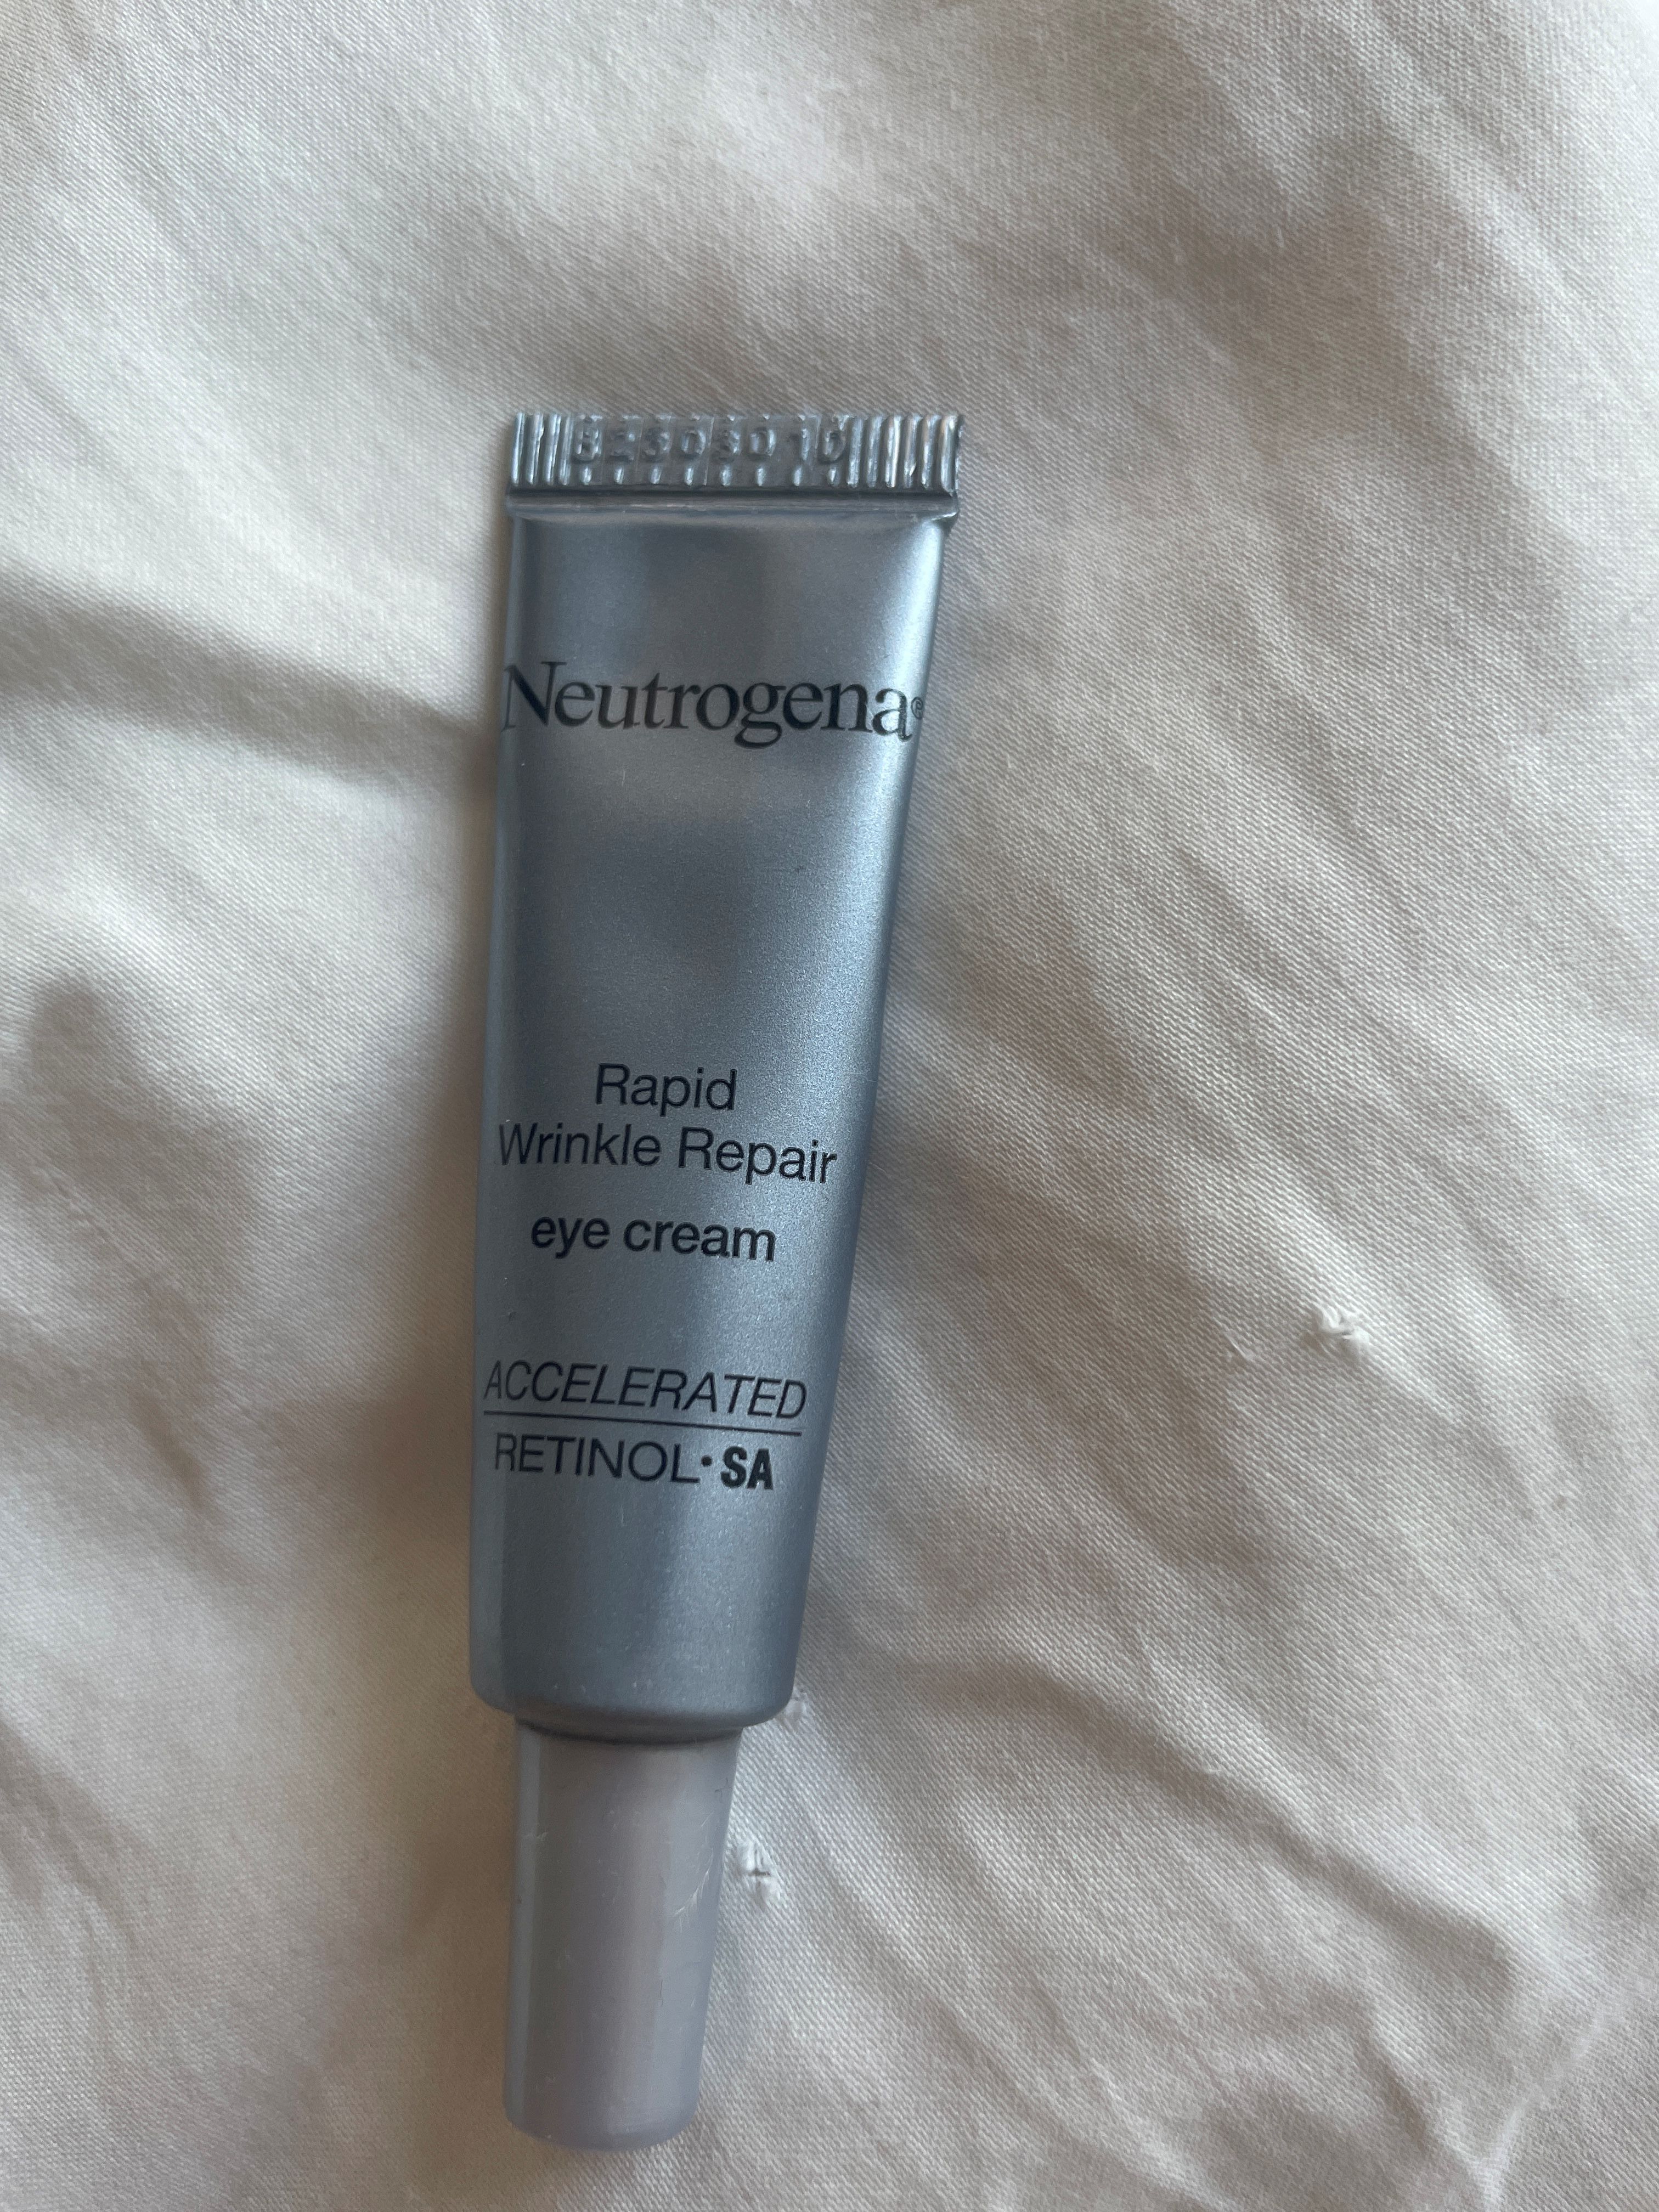 Neutrogena®
Rapid
Wrinkle Repair
eye cream
ACCELERATED
RETINOL·SA